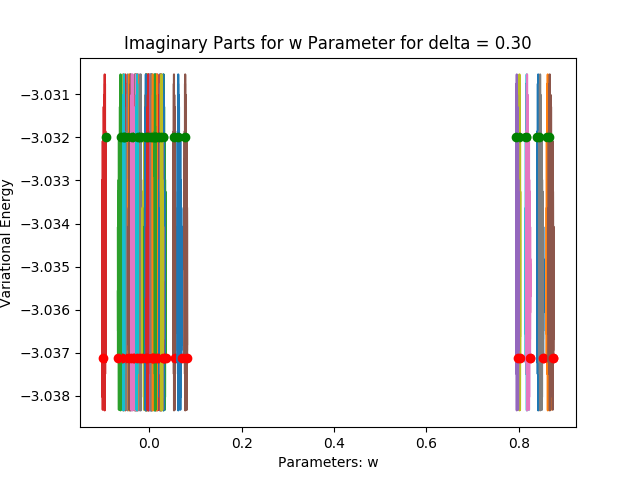 Imaginary Parts for w Parameter for delta = 0.30
Variational Energy
−3.031
−3.032
−3.033
−3.034
−3.035
−3.036
−3.037
−3.038
0.0 0.2 0.4 0.6 0.8
Parameters: w